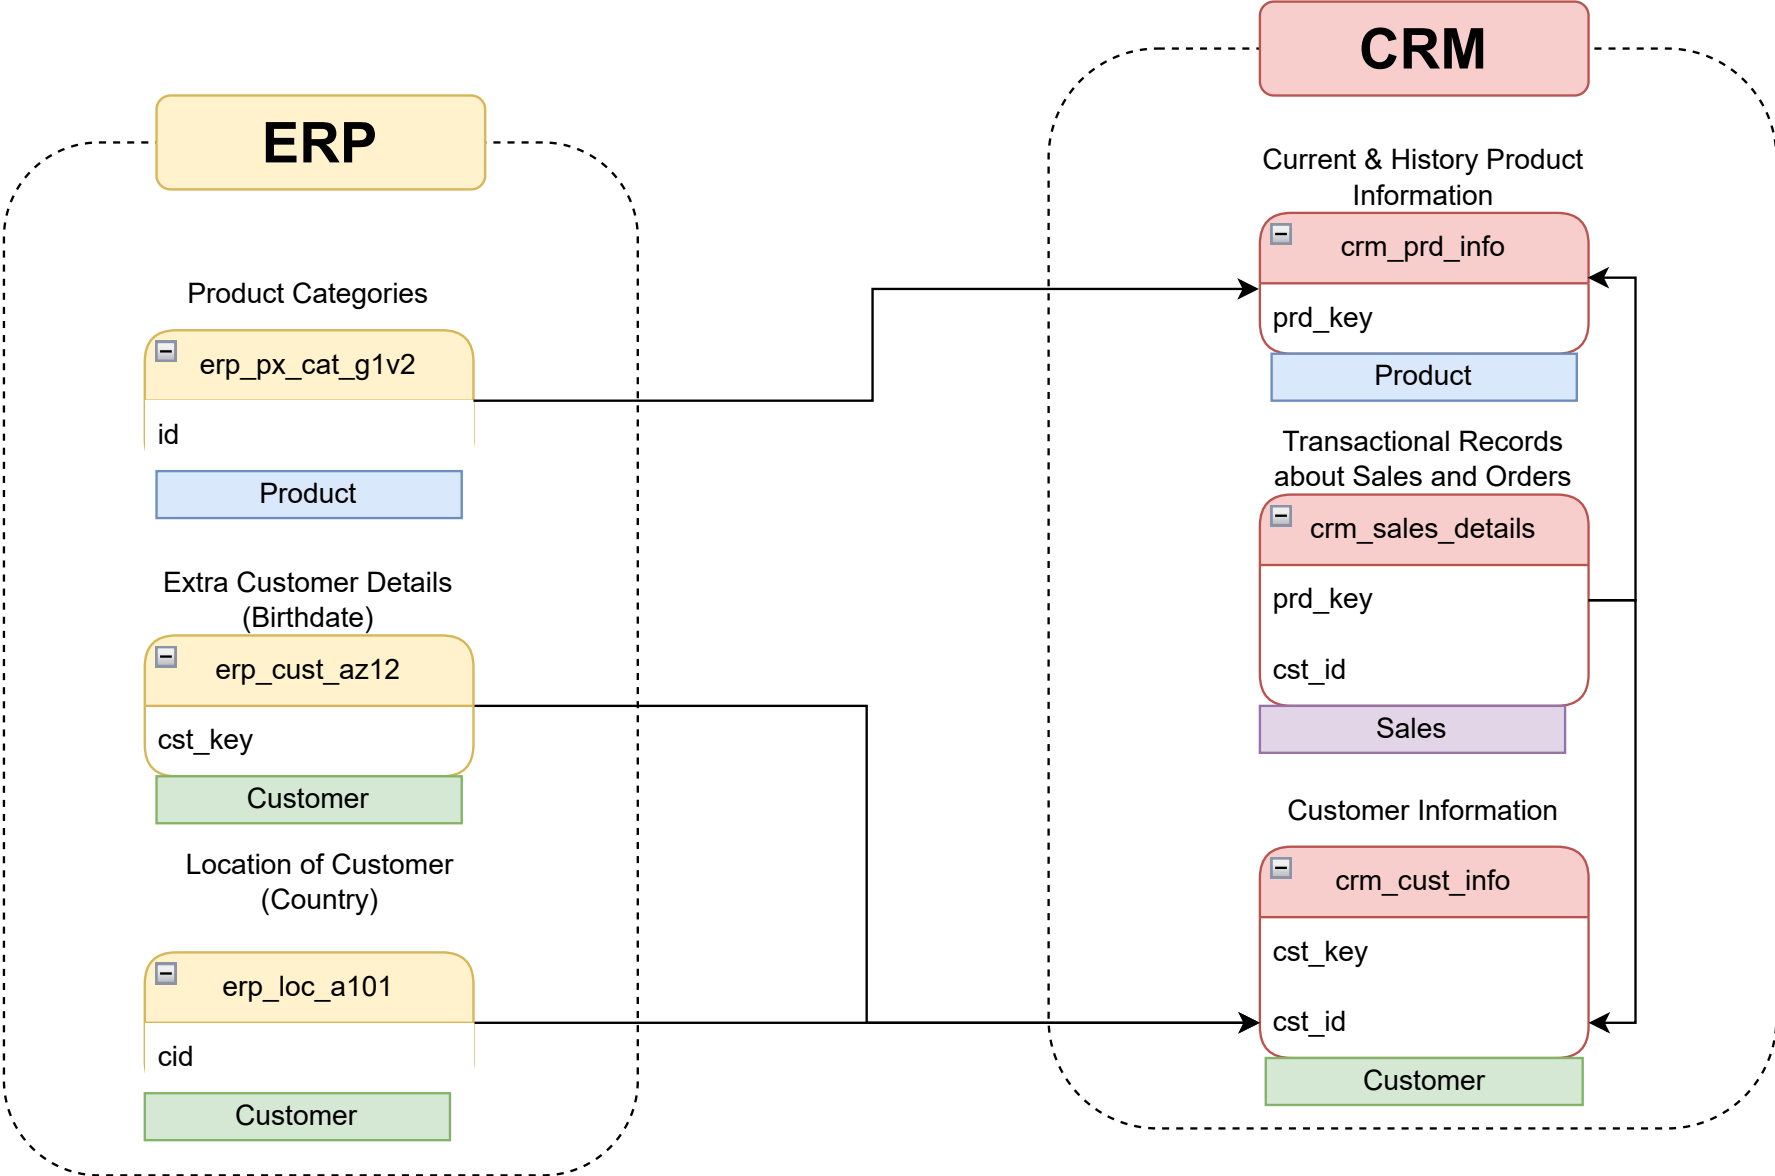 ERP
Product Categories
erp_px_cat_g1v2
id
Product
Extra Customer Details
(Birthdate)
erp_cust_az12
cst_key
Customer
Location of Customer
(Country)
erp_loc_a101
cid
Customer
CRM
Current & History Product
Information
crm_prd_info
prd_key
Product
Transactional Records
about Sales and Orders
crm_sales_details
prd_key
cst_id
Sales
Customer Information
crm_cust_info
cst_key
cst_id
Customer